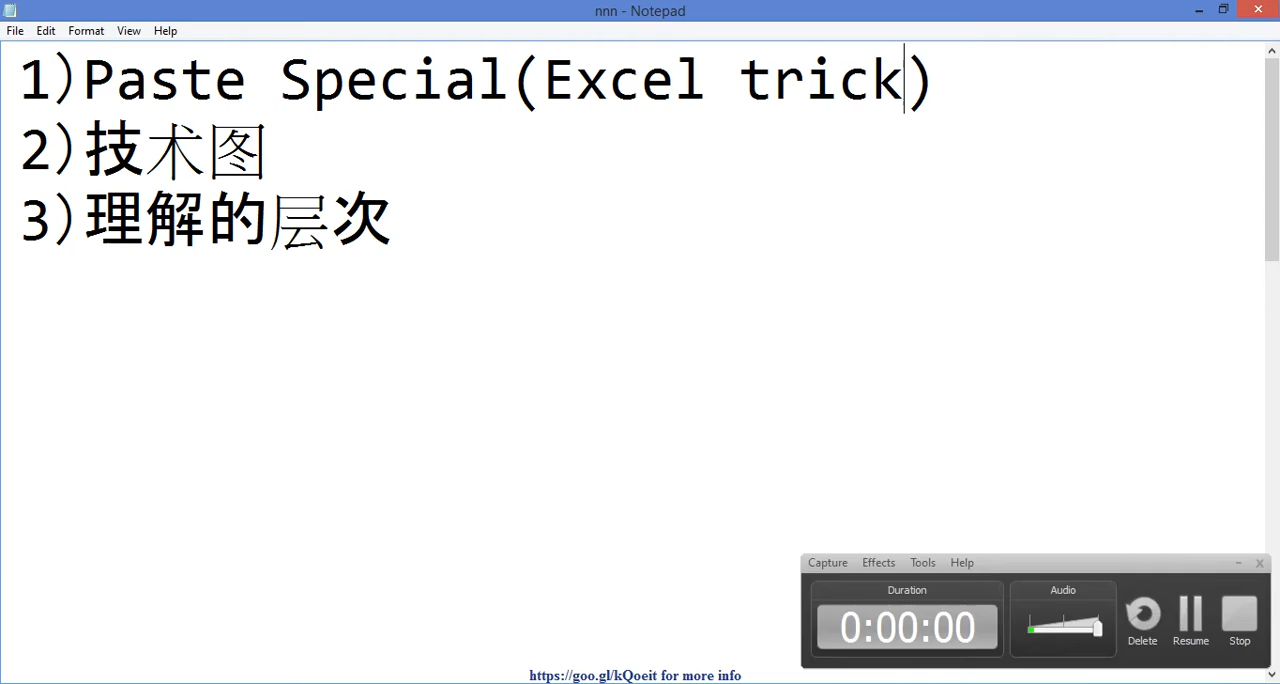 nnn - Notepad
File Edit Format View Help
1)Paste Special(Excel trick)
2)技术图
3)理解的层次
Capture Effects Tools Help
Duration
Audio
0:00:00
Delete Resume Stop
https://goo.gl/kQoeit for more info